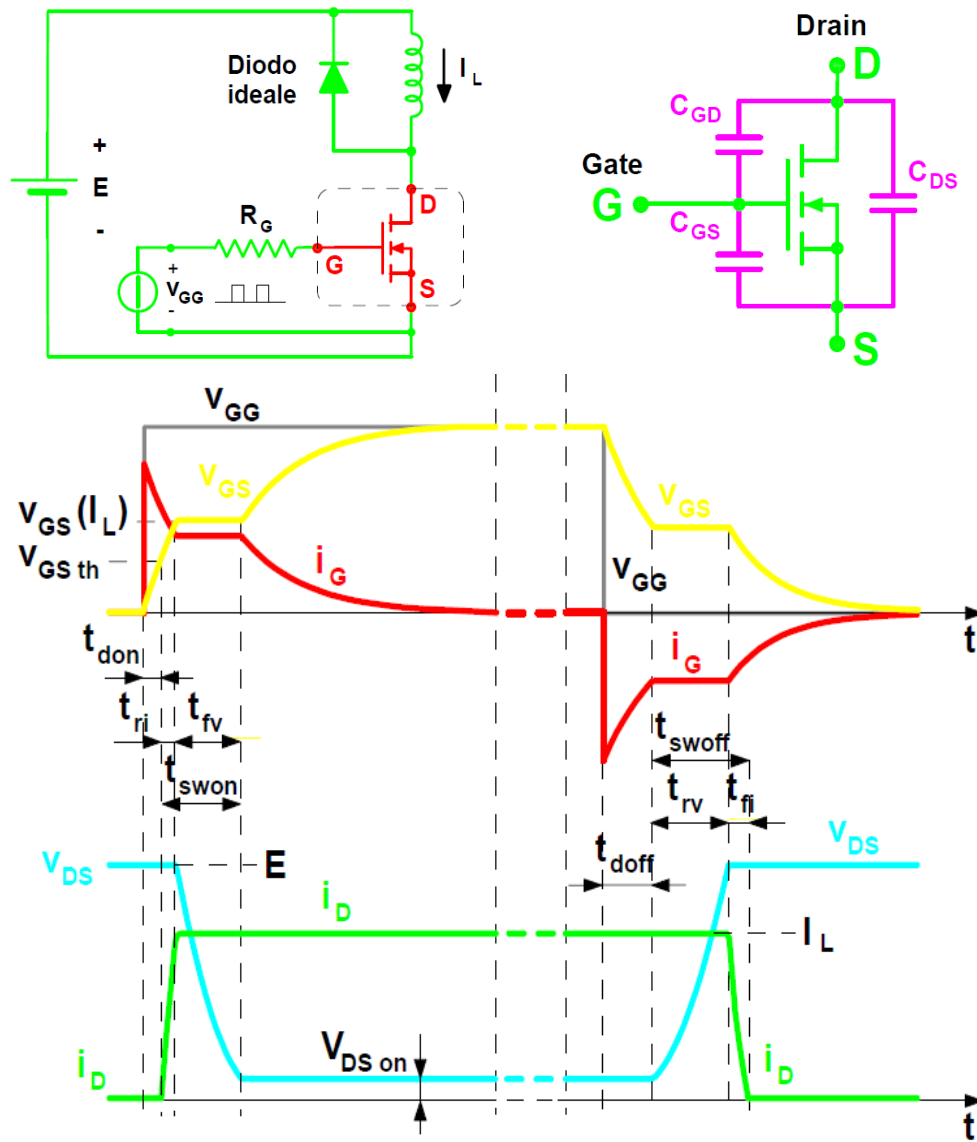 Diodo
ideale
I L
+
E
-
R G
+
V GG
-
G
D
S
Drain
D
C GD
Gate
G
C DS
C GS
S
V GG
V GS
V GS (I L)
V GS th
i G
V GS
V GG
t
t don
i G
t ri
t fv
t swoff
t swon
t rv
t fi
V DS
E
t doff
V DS
i D
I L
V DS on
i D
i D
t